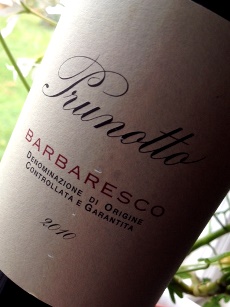 Prunotto
BARBARESCO
DENOMINAZIONE DI ORIGINE
CONTROLLATA E GARANTITA
2010